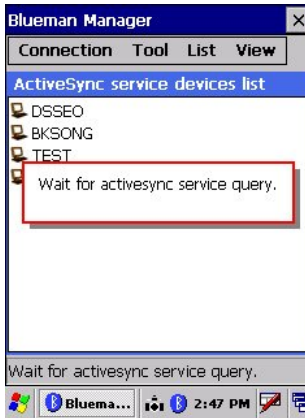 Blueman Manager
Connection Tool List View
ActiveSync service devices list
DSSEO
BKSONG
TEST
Wait for activesync service query.
Wait for activesync service query.
Bluema... 2:47 PM